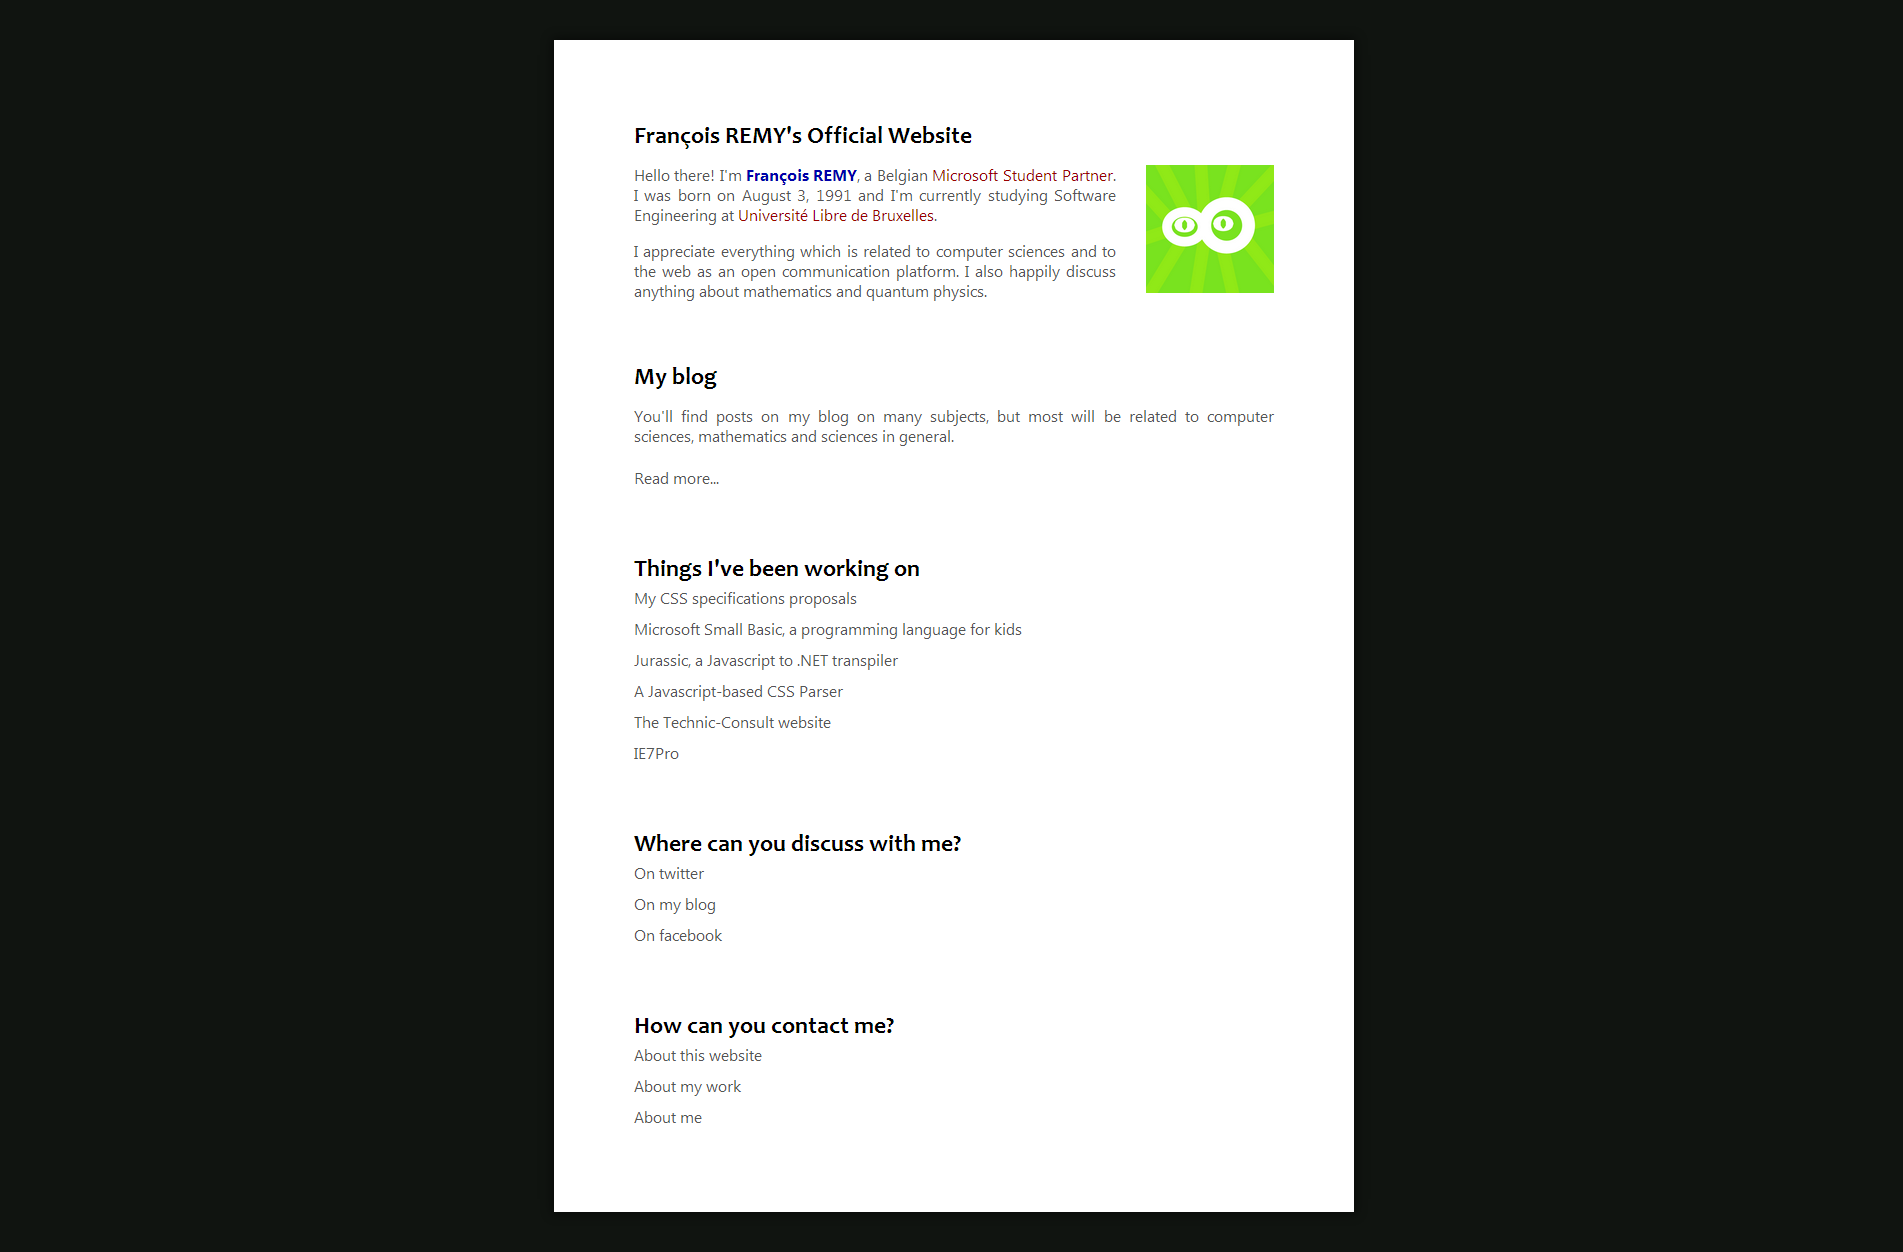 François REMY's Official Website
Hello there! I'm François REMY, a Belgian Microsoft Student Partner.
I was born on August 3, 1991 and I'm currently studying Software
Engineering at Université Libre de Bruxelles.
I appreciate everything which is related to computer sciences and to
the web as an open communication platform. I also happily discuss
anything about mathematics and quantum physics.
My blog
You'll find posts on my blog on many subjects, but most will be related to computer
sciences, mathematics and sciences in general.
Read more...
Things I've been working on
My CSS specifications proposals
Microsoft Small Basic, a programming language for kids
Jurassic, a Javascript to .NET transpiler
A Javascript-based CSS Parser
The Technic-Consult website
IE7Pro
Where can you discuss with me?
On twitter
On my blog
On facebook
How can you contact me?
About this website
About my work
About me